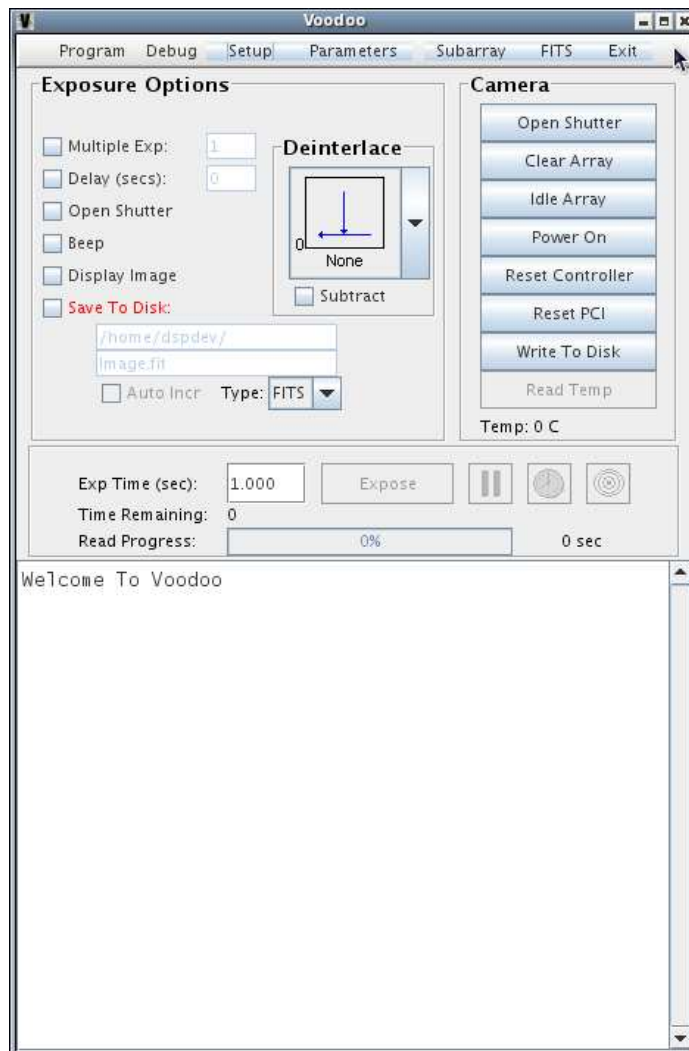 V Voodoo
Program Debug Setup Parameters Subarray FITS Exit
Exposure Options
Multiple Exp: 1
Delay (secs): 0
Open Shutter
Beep
Display Image
Save To Disk:
/home/dspdev/
Image.fit
Auto Incr Type: FITS
Deinterlace
0
None
Subtract
Camera
Open Shutter
Clear Array
Idle Array
Power On
Reset Controller
Reset PCI
Write To Disk
Read Temp
Temp: 0 C
Exp Time (sec): 1.000 Expose
Time Remaining: 0
Read Progress: 0% 0 sec
Welcome To Voodoo